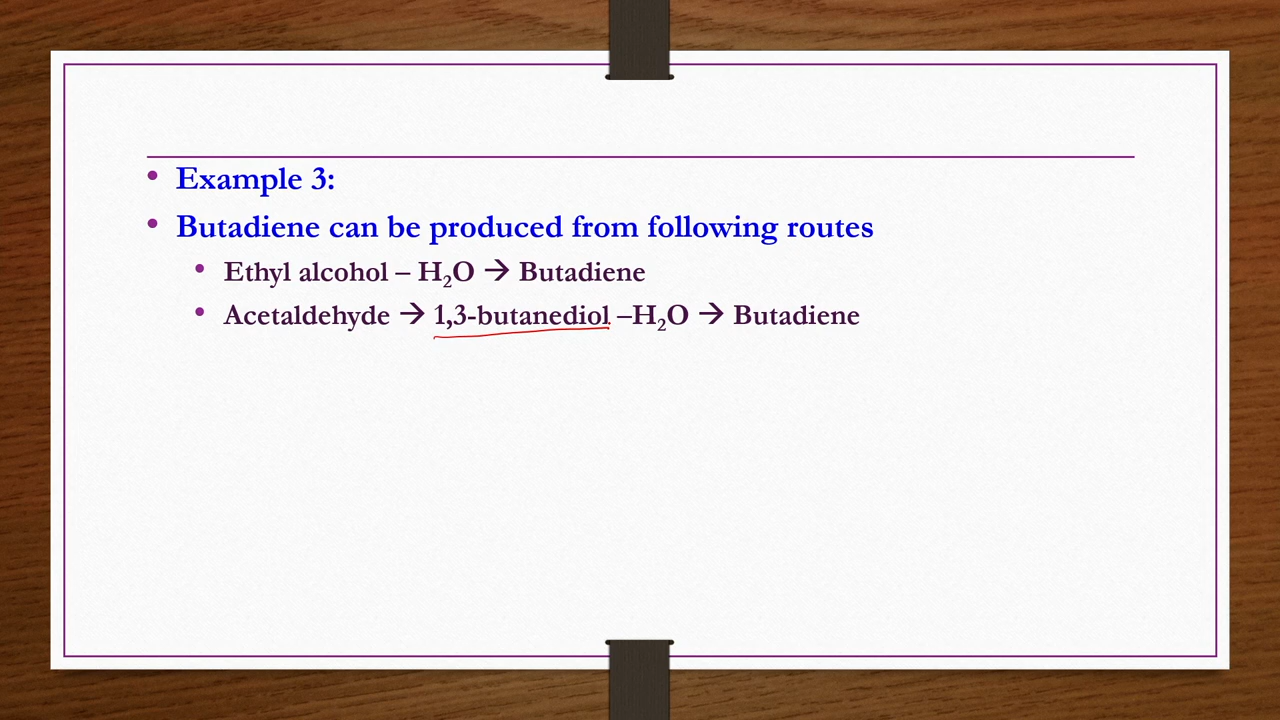 • Example 3:
• Butadiene can be produced from following routes
• Ethyl alcohol – H₂O → Butadiene
• Acetaldehyde → 1,3-butanediol –H₂O → Butadiene